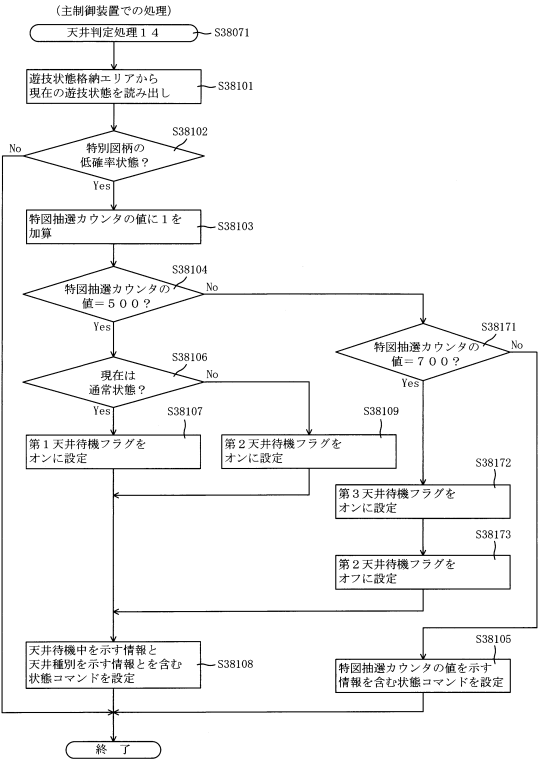 (主制御装置での処理)
天井判定処理14
S38071
遊技状態格納エリアから
現在の遊技状態を読み出し
S38101
特別図柄の
低確率状態?
S38102
No
Yes
特図抽選カウンタの値に1を
加算
S38103
特図抽選カウンタの
値=500?
S38104
No
Yes
特図抽選カウンタの
値=700?
S38171
No
Yes
現在は
通常状態?
S38106
No
Yes
第1天井待機フラグを
オンに設定
S38107
第2天井待機フラグを
オンに設定
S38109
第3天井待機フラグを
オンに設定
S38172
第2天井待機フラグを
オフに設定
S38173
天井待機中を示す情報と
天井種別を示す情報とを含む
状態コマンドを設定
S38108
特図抽選カウンタの値を示す
情報を含む状態コマンドを設定
S38105
終 了